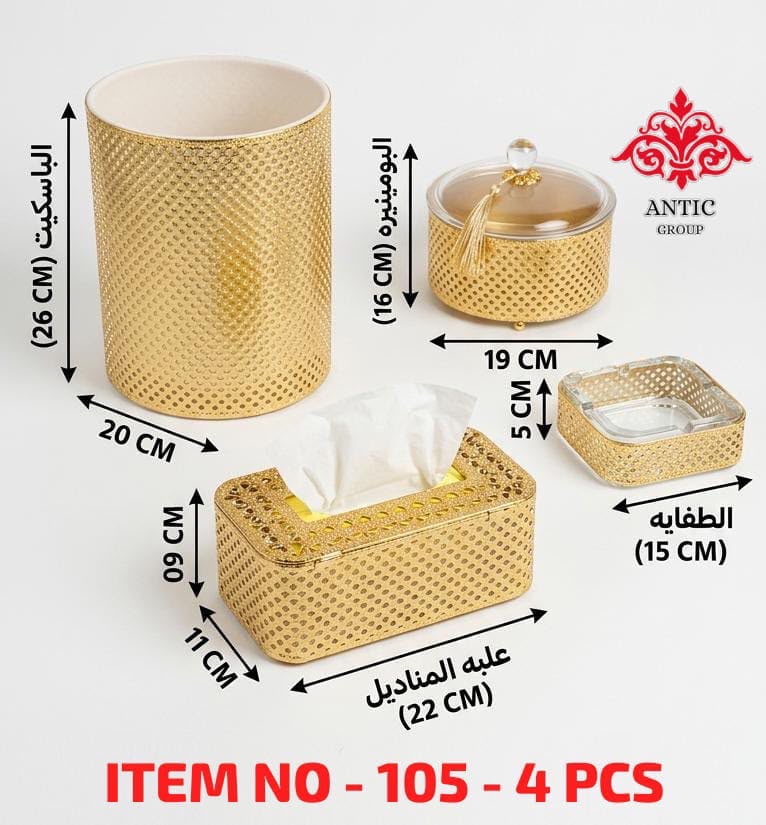 الباسكيت (26 CM)
20 CM
البومبنيره (16 CM)
19 CM
ANTIC
GROUP
5 CM
الطفايه
(15 CM)
09 CM
11 CM
علبه المناديل
(22 CM)
ITEM NO - 105 - 4 PCS